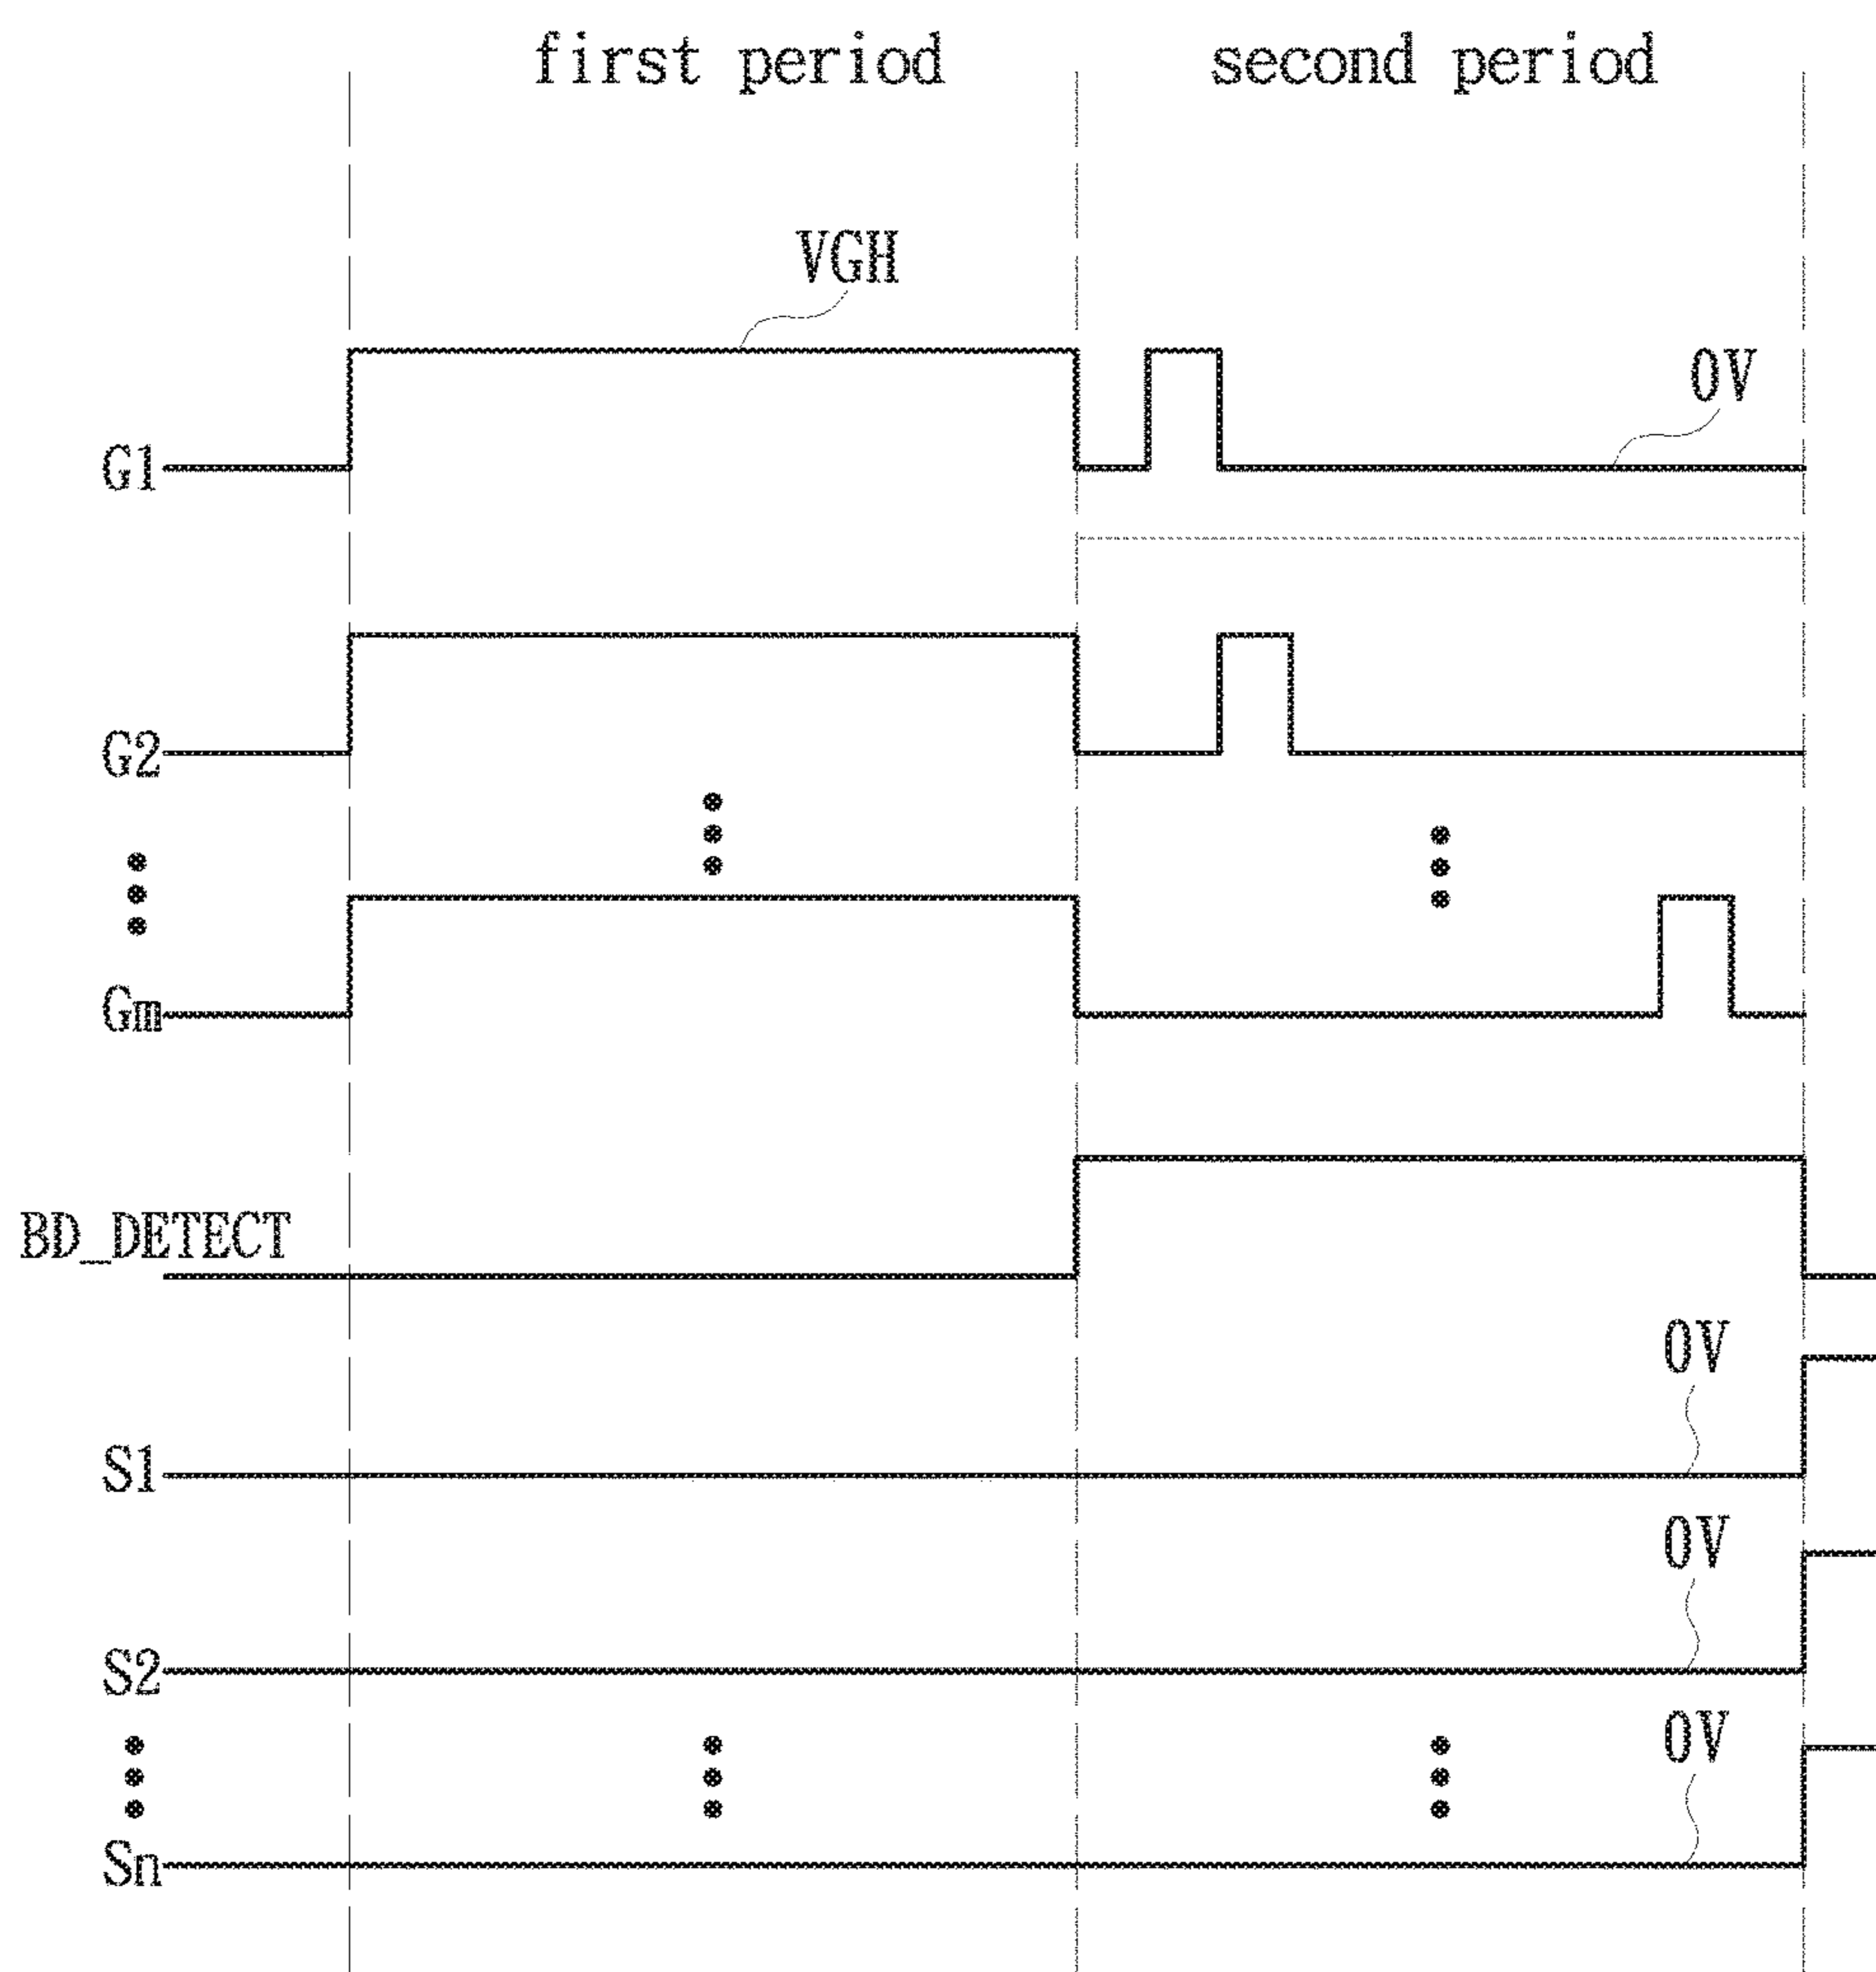 first period second period
VGH
0V
G1
G2
Gm
BD_DETECT
0V
S1
0V
S2
0V
Sn